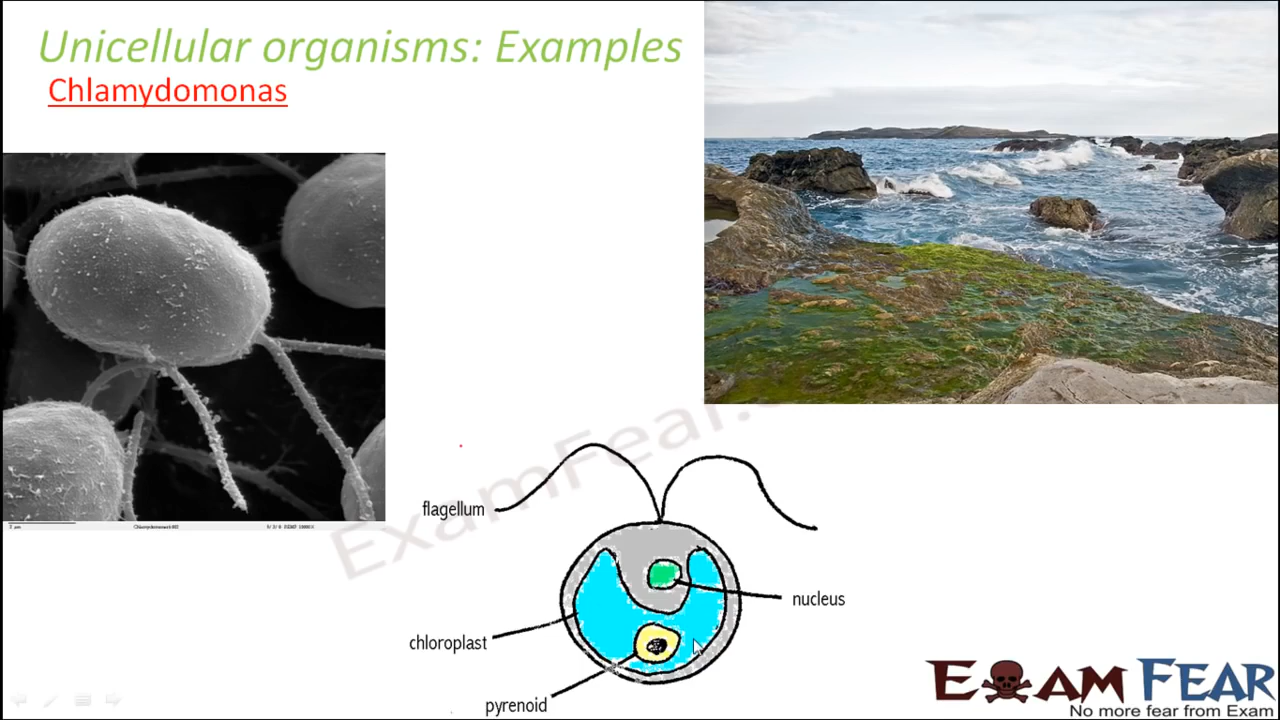 Unicellular organisms: Examples
Chlamydomonas
ExamFear.
flagellum
nucleus
chloroplast
pyrenoid
EXAM FEAR
No more fear from Exam